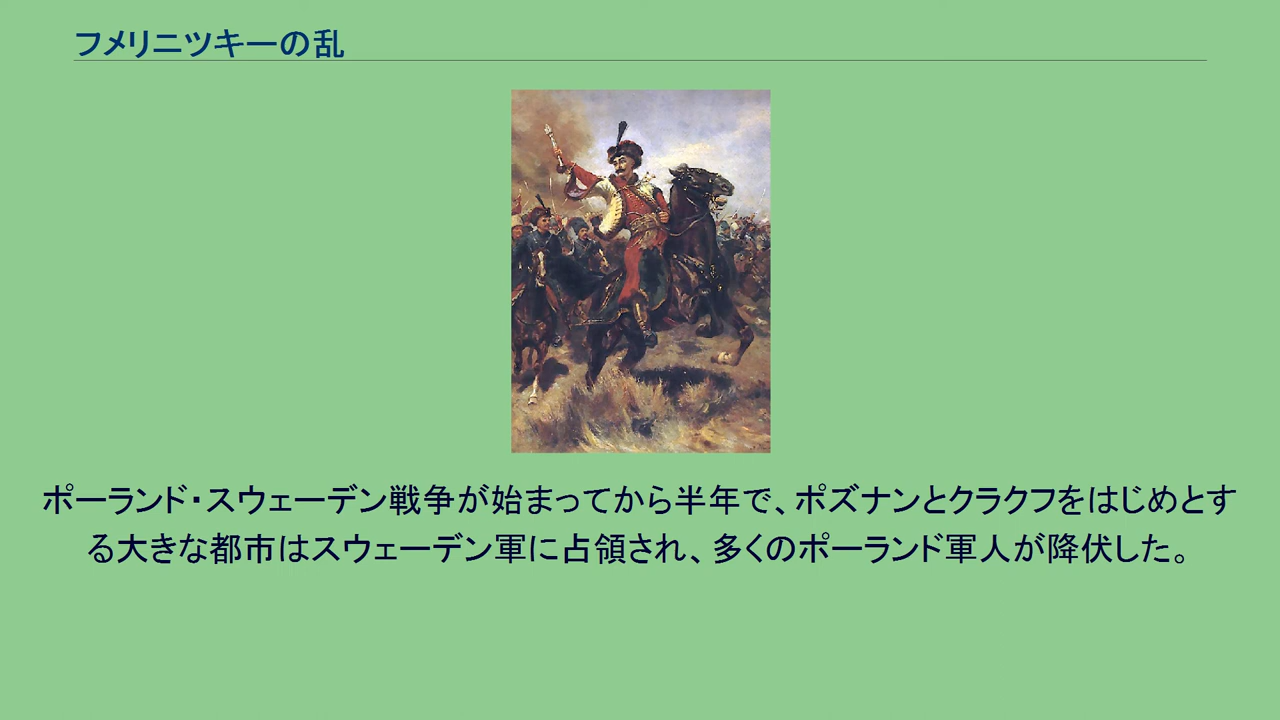 フメリニツキーの乱
ポーランド・スウェーデン戦争が始まってから半年で、ポズナンとクラクフをはじめとす
る大きな都市はスウェーデン軍に占領され、多くのポーランド軍人が降伏した。